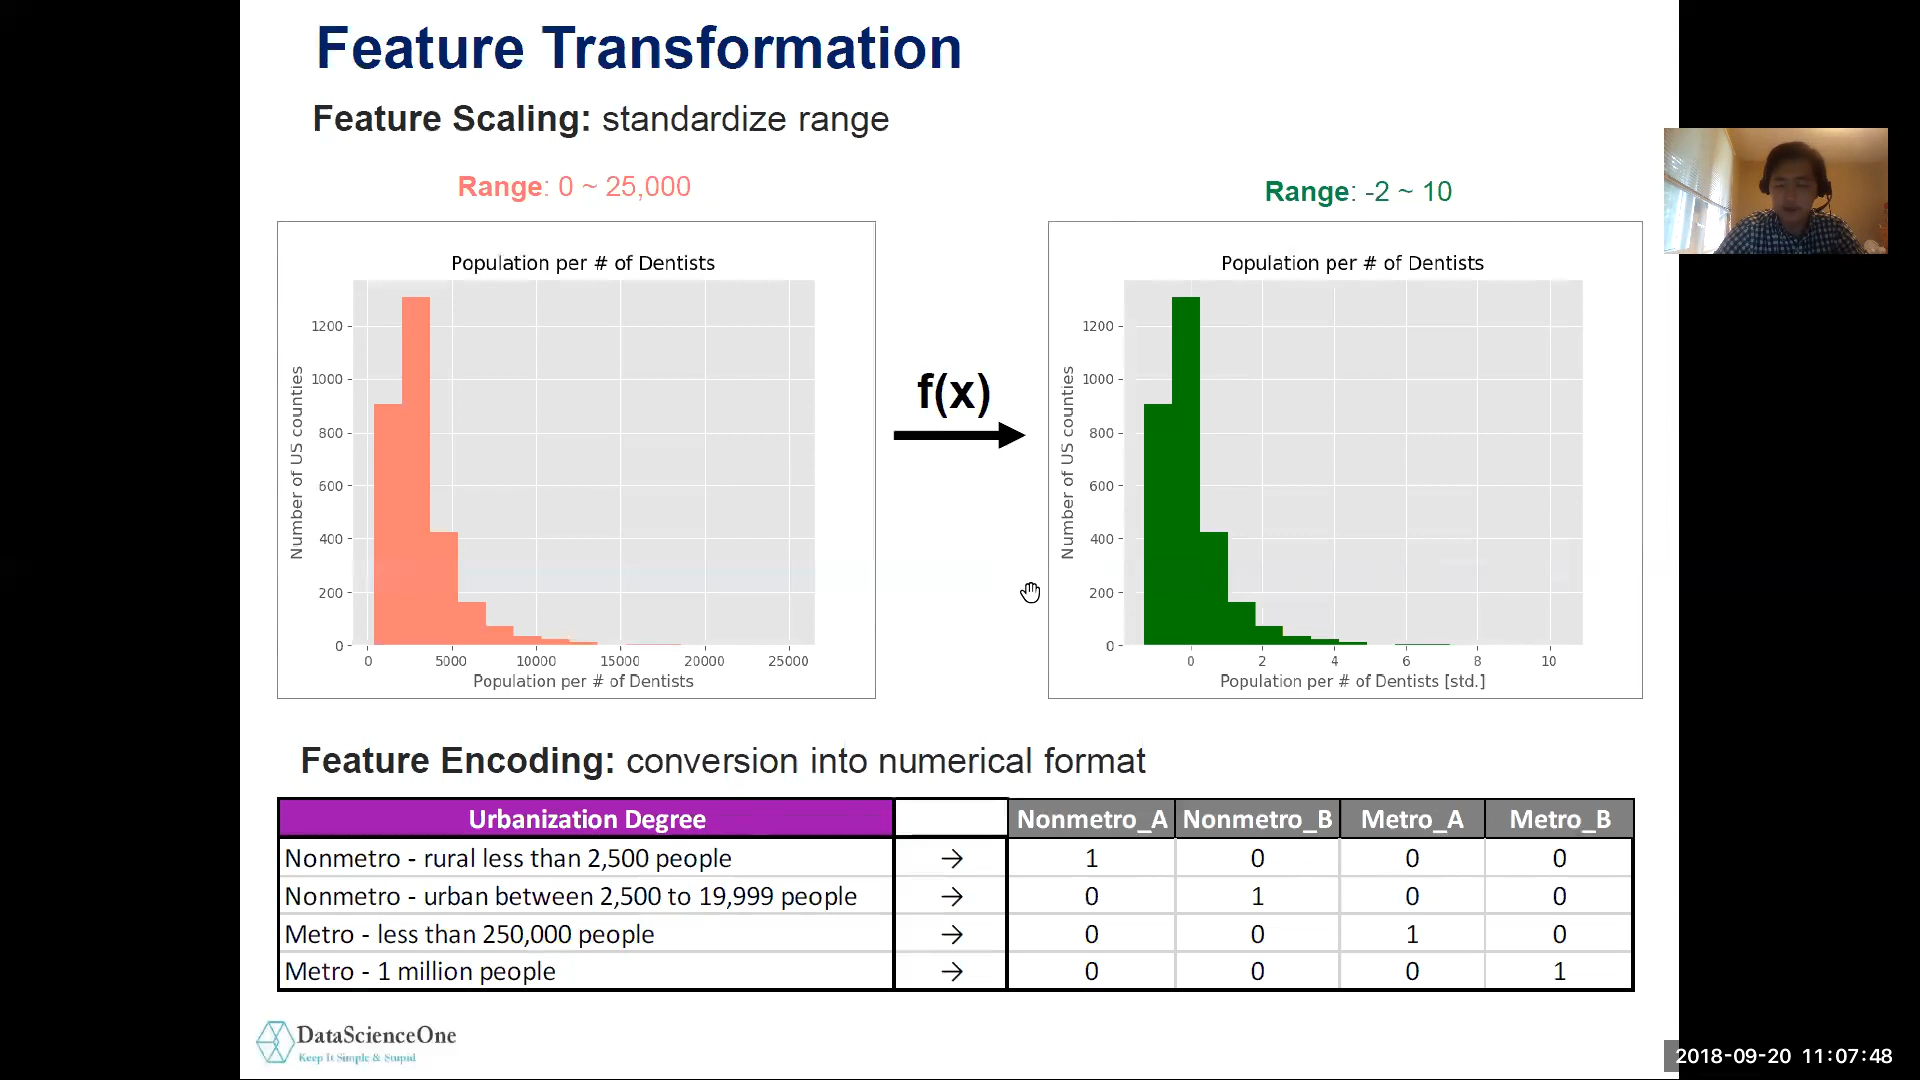 Feature Transformation
Feature Scaling: standardize range
Range: 0 ~ 25,000
Range: -2 ~ 10
Population per # of Dentists
Number of US counties
1200
1000
800
600
400
200
0
0 5000 10000 15000 20000 25000
Population per # of Dentists
f(x)
Population per # of Dentists
Number of US counties
1200
1000
800
600
400
200
0
0 2 4 6 8 10
Population per # of Dentists [std.]
Feature Encoding: conversion into numerical format
Urbanization Degree Nonmetro_A Nonmetro_B Metro_A Metro_B
Nonmetro - rural less than 2,500 people → 1 0 0 0
Nonmetro - urban between 2,500 to 19,999 people → 0 1 0 0
Metro - less than 250,000 people → 0 0 1 0
Metro - 1 million people → 0 0 0 1
DataScienceOne
Keep It Simple & Stupid
2018-09-20 11:07:48